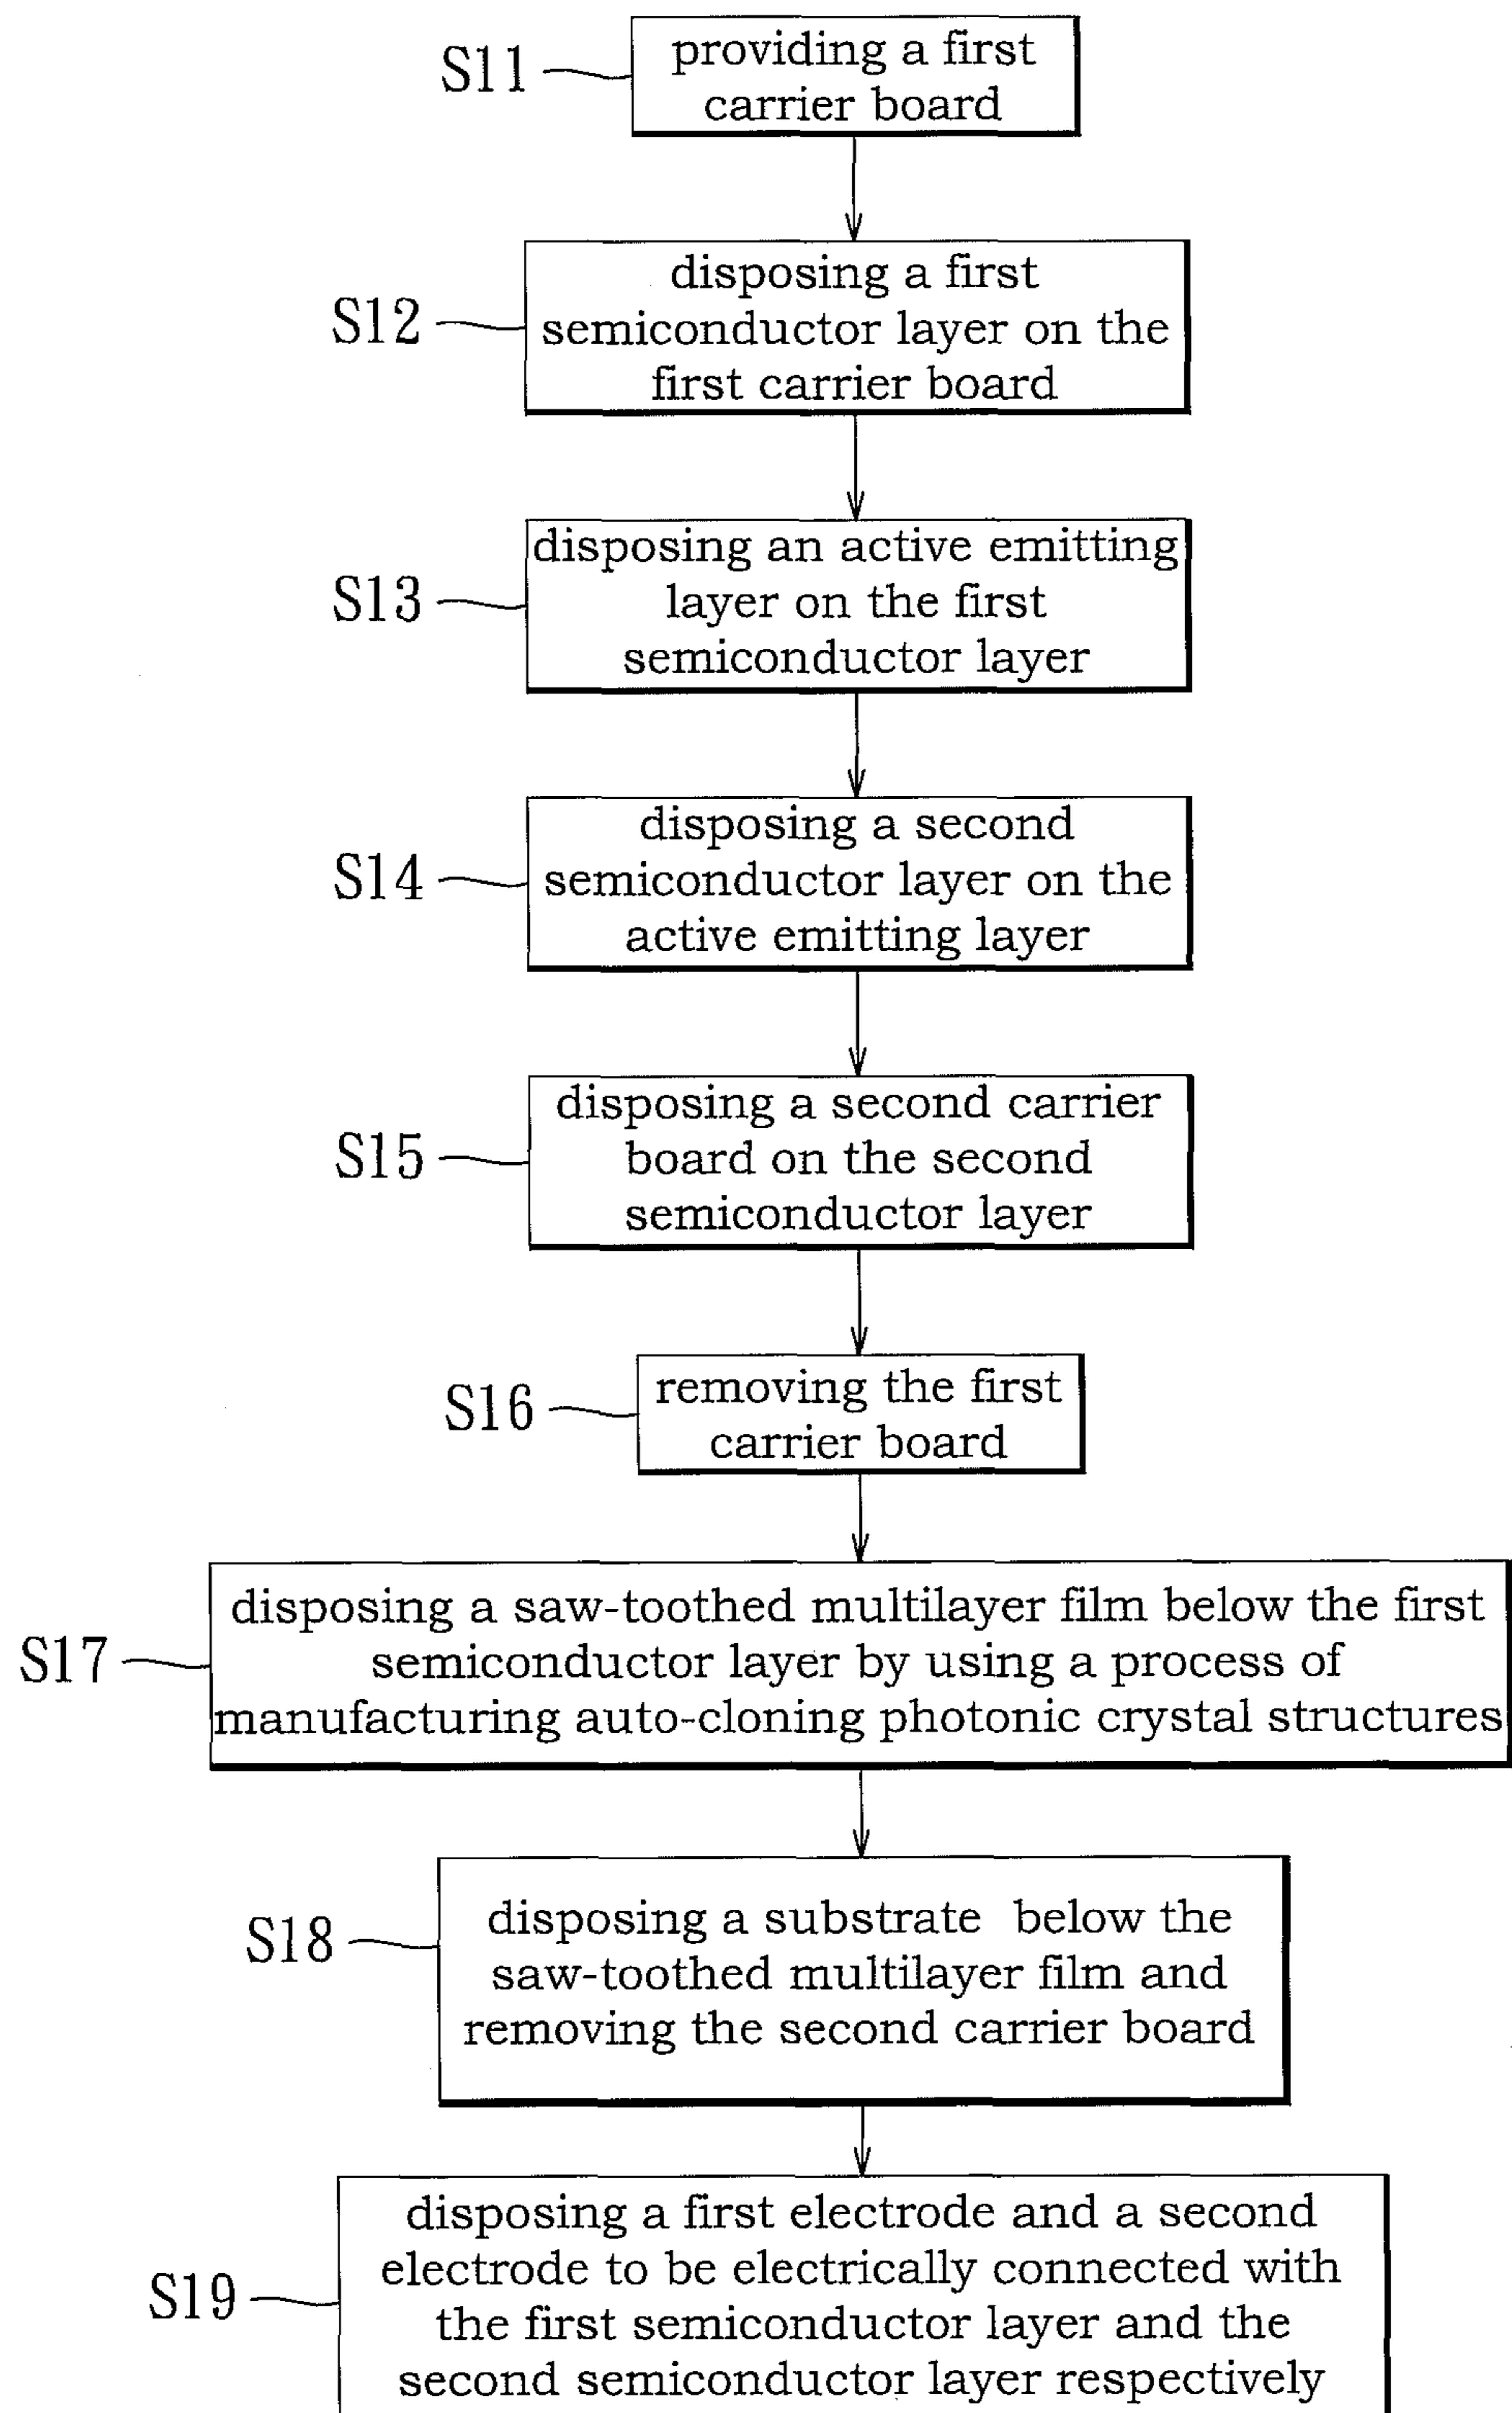 S11
providing a first
carrier board
S12
disposing a first
semiconductor layer on the
first carrier board
S13
disposing an active emitting
layer on the first
semiconductor layer
S14
disposing a second
semiconductor layer on the
active emitting layer
S15
disposing a second carrier
board on the second
semiconductor layer
S16
removing the first
carrier board
S17
disposing a saw-toothed multilayer film below the first
semiconductor layer by using a process of
manufacturing auto-cloning photonic crystal structures
S18
disposing a substrate below the
saw-toothed multilayer film and
removing the second carrier board
S19
disposing a first electrode and a second
electrode to be electrically connected with
the first semiconductor layer and the
second semiconductor layer respectively